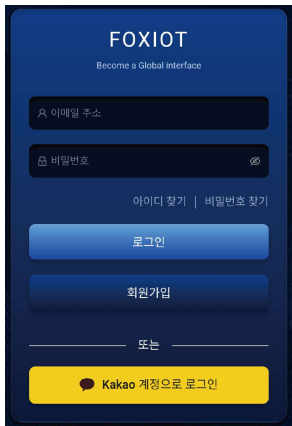 FOXIOT
Become a Global interface
이메일 주소
비밀번호
아이디 찾기 | 비밀번호 찾기
로그인
회원가입
또는
Kakao 계정으로 로그인